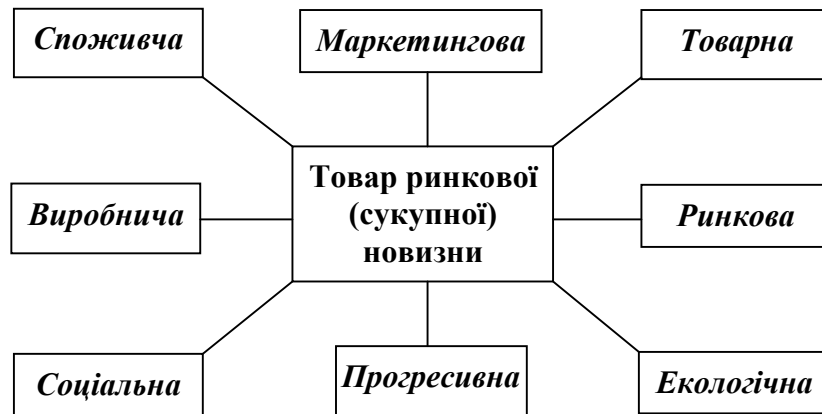 Споживча
Маркетингова
Товарна
Товар ринкової
(сукупної)
новизни
Виробнича
Ринкова
Соціальна
Прогресивна
Екологічна